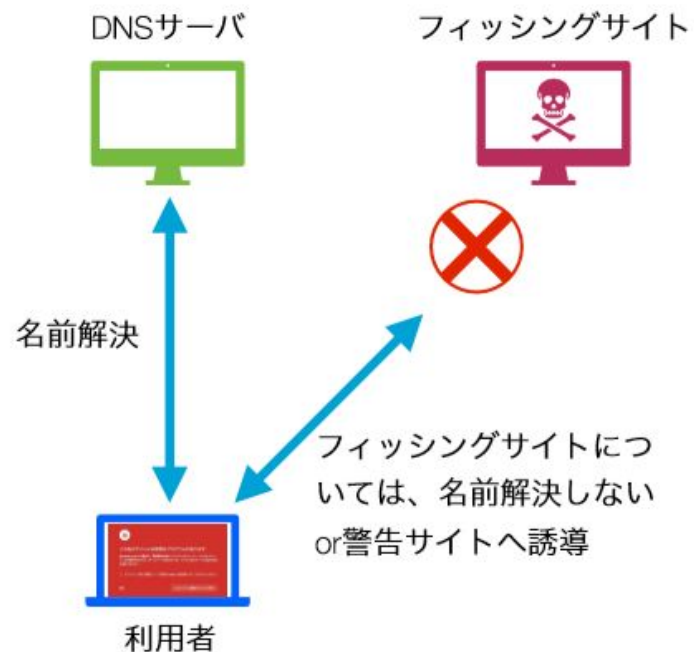 DNSサーバ
フィッシングサイト
名前解決
フィッシングサイトにつ
いては、名前解決しない
or警告サイトへ誘導
利用者